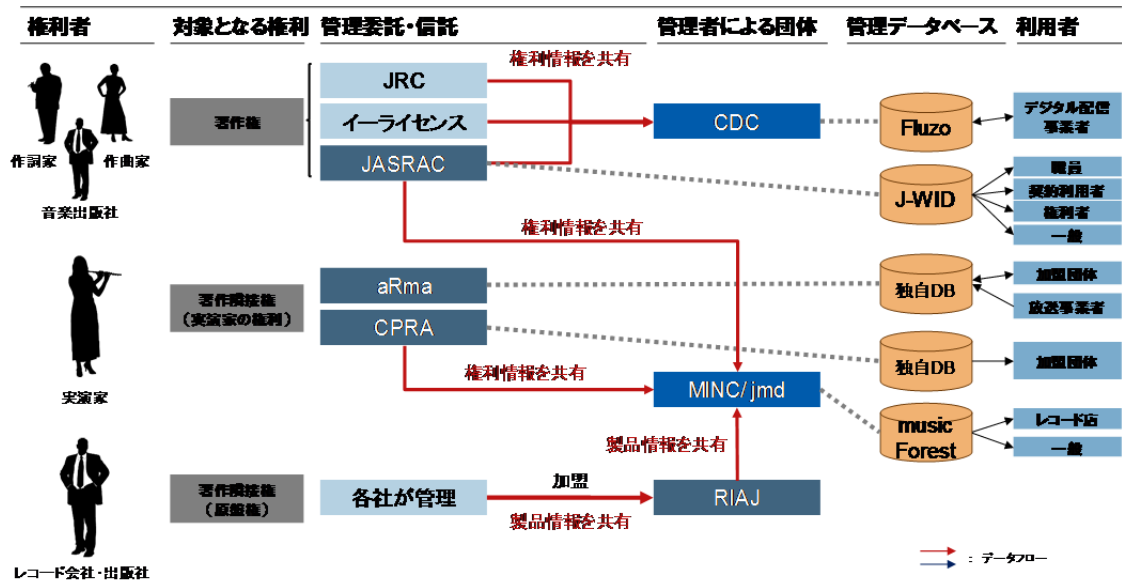 権利者
対象となる権利
管理委託・信託
管理者による団体
管理データベース
利用者
権利情報を共有
JRC
イーライセンス
JASRAC
著作権
作詞家
作曲家
音楽出版社
CDC
Fluzo
デジタル配信
事業者
J-WID
職員
契約利用者
権利者
一般
権利情報を共有
実演家
著作隣接権
(実演家の権利)
aRma
CPRA
独自DB
加盟団体
放送事業者
独自DB
加盟団体
権利情報を共有
MINC/ jmd
music
Forest
レコード店
一般
製品情報を共有
著作隣接権
(原盤権)
各社が管理
加盟
製品情報を共有
RIAJ
レコード会社・出版社
: データフロー